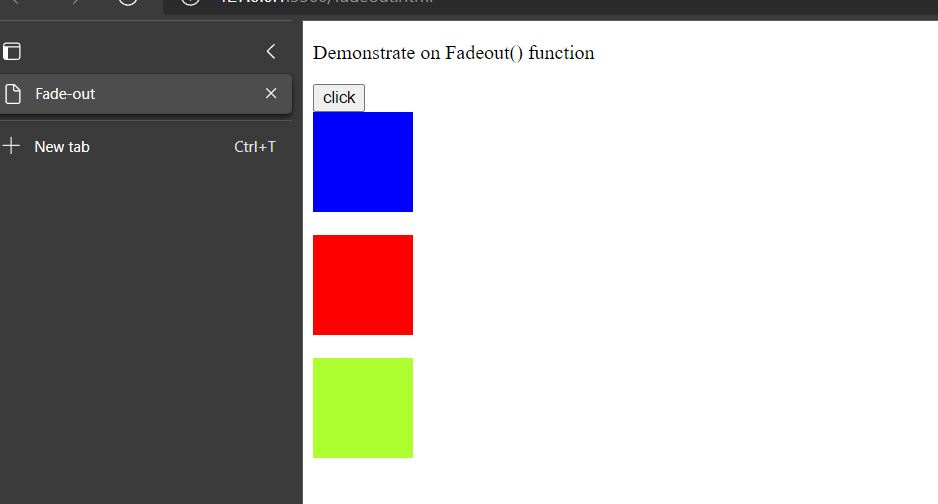 Fade-out
New tab Ctrl+T
Demonstrate on Fadeout() function
click